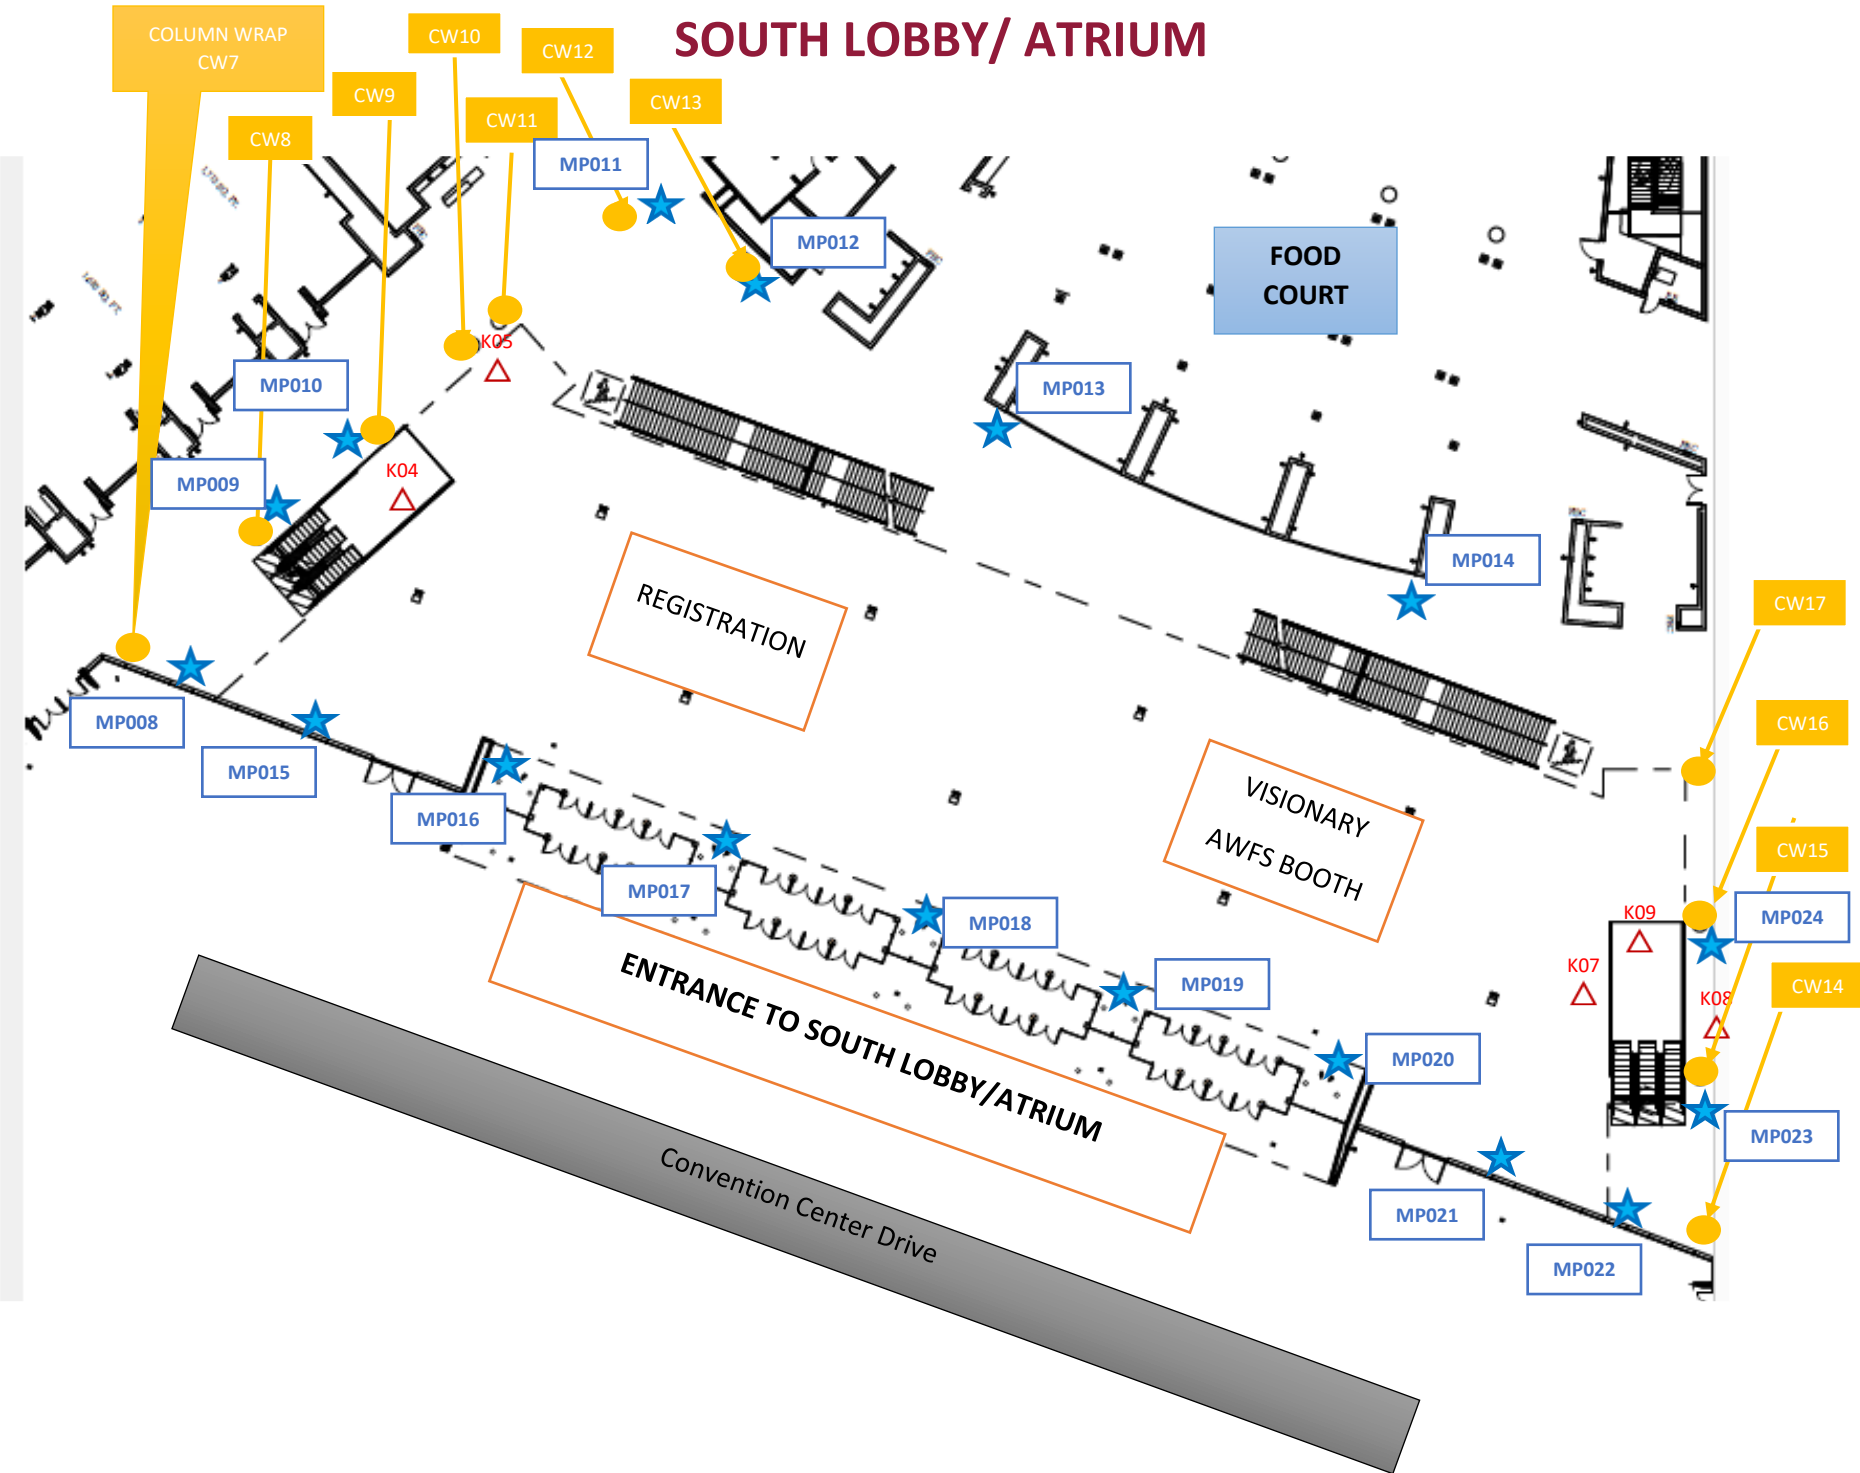 SOUTH LOBBY/ ATRIUM
COLUMN WRAP
CW7
CW10
CW12
CW9
CW13
CW11
CW8
MP011
MP012
FOOD
COURT
K05
MP010
MP013
K04
MP009
MP014
REGISTRATION
CW17
MP008
CW16
MP015
VISIONARY
AWFS BOOTH
MP016
CW15
MP017
K09
MP024
MP018
K07
MP019
CW14
K08
ENTRANCE TO SOUTH LOBBY/ATRIUM
MP020
MP023
Convention Center Drive
MP021
MP022